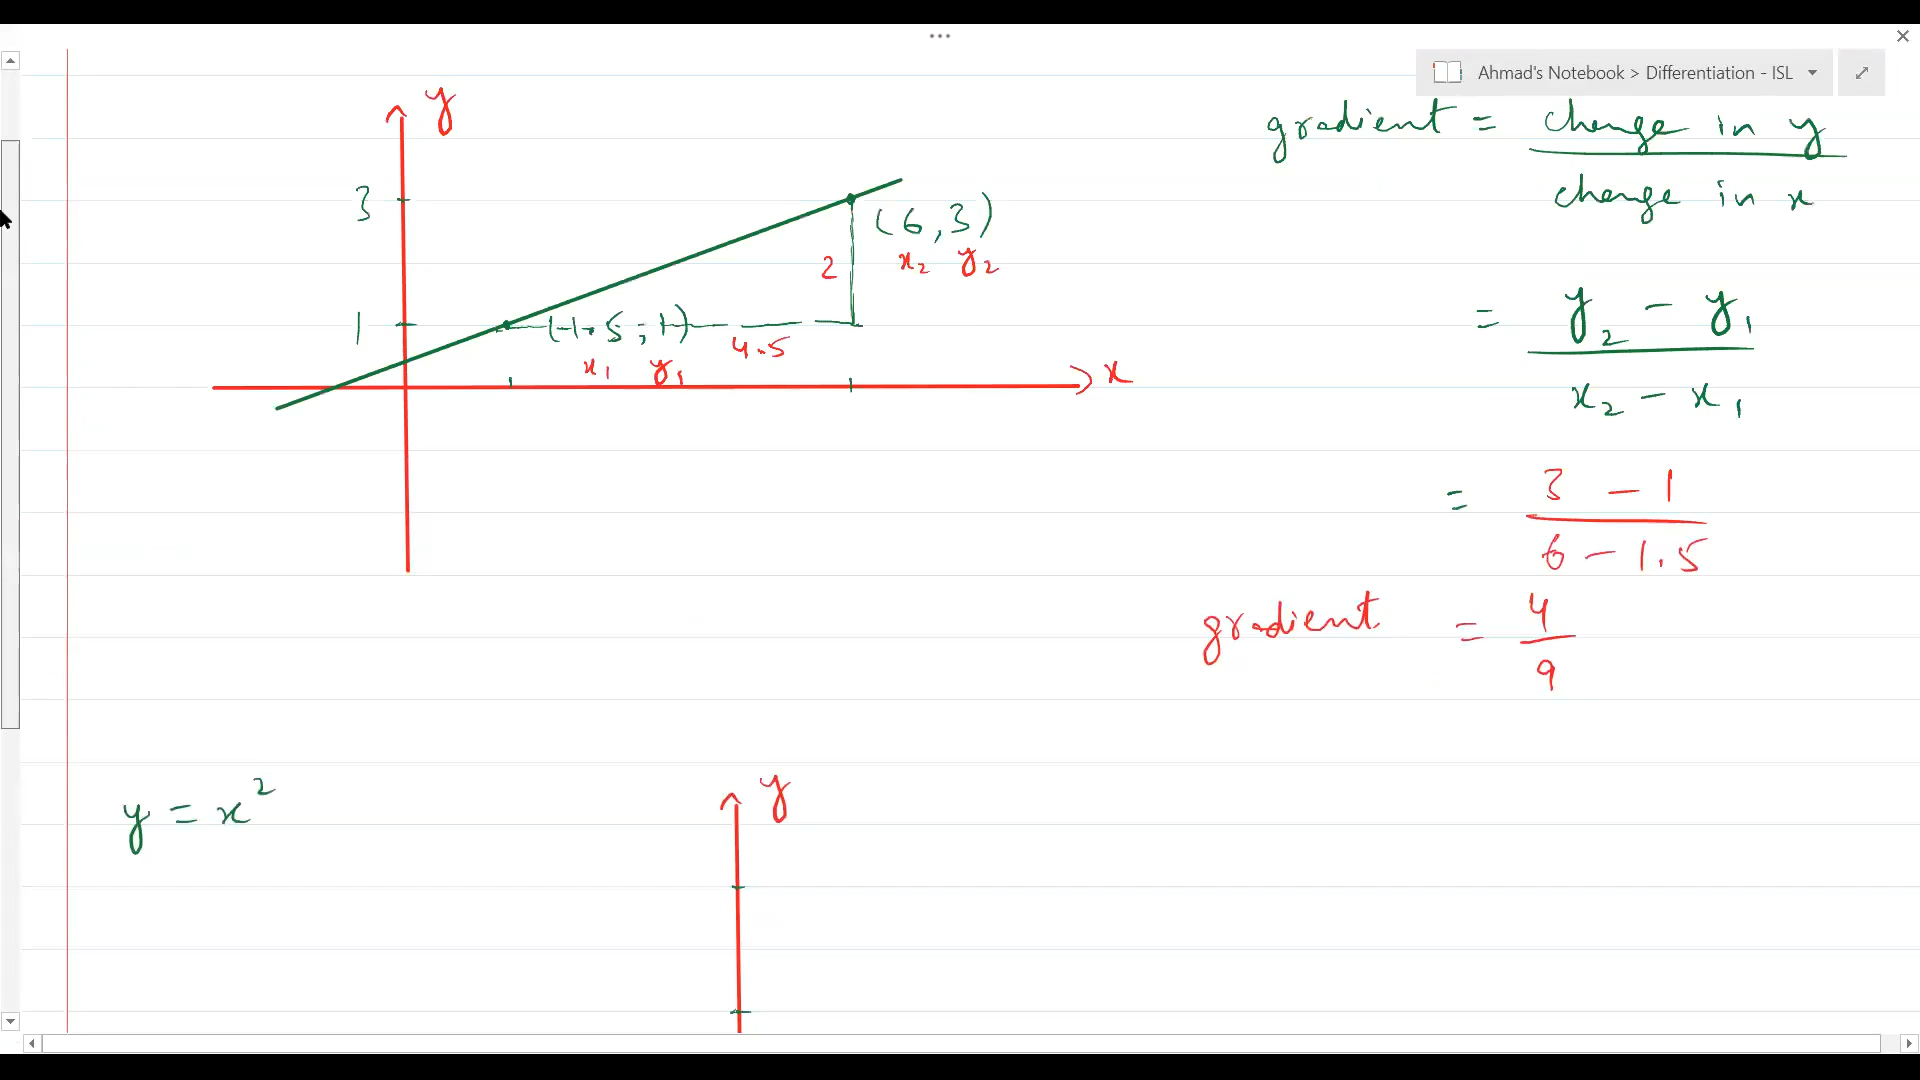 Ahmad's Notebook > Differentiation - ISL
y
3
(6, 3)
x₂ y₂
2
1
(1.5, 1)
x₁ y₁
4.5
x
gradient = change in y
change in x
= y₂ - y₁
x₂ - x₁
= 3 - 1
6 - 1.5
gradient = 4
9
y = x²
y